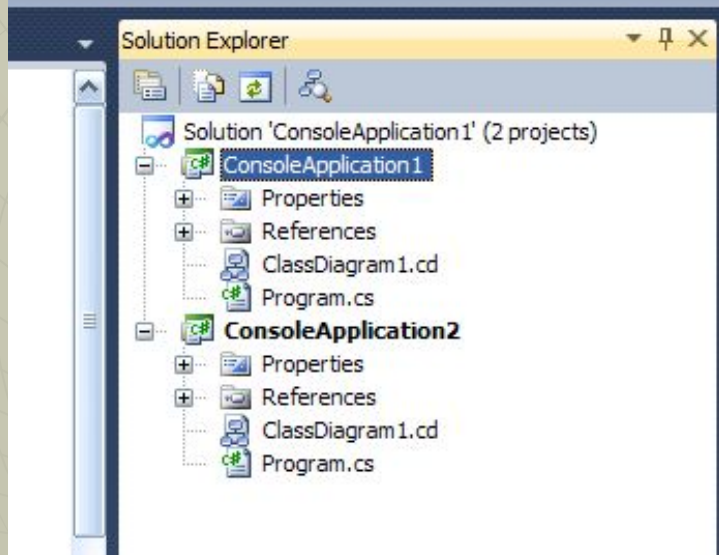 Solution Explorer
Solution 'ConsoleApplication1' (2 projects)
C# ConsoleApplication1
Properties
References
ClassDiagram1.cd
C# Program.cs
C# ConsoleApplication2
Properties
References
ClassDiagram1.cd
C# Program.cs